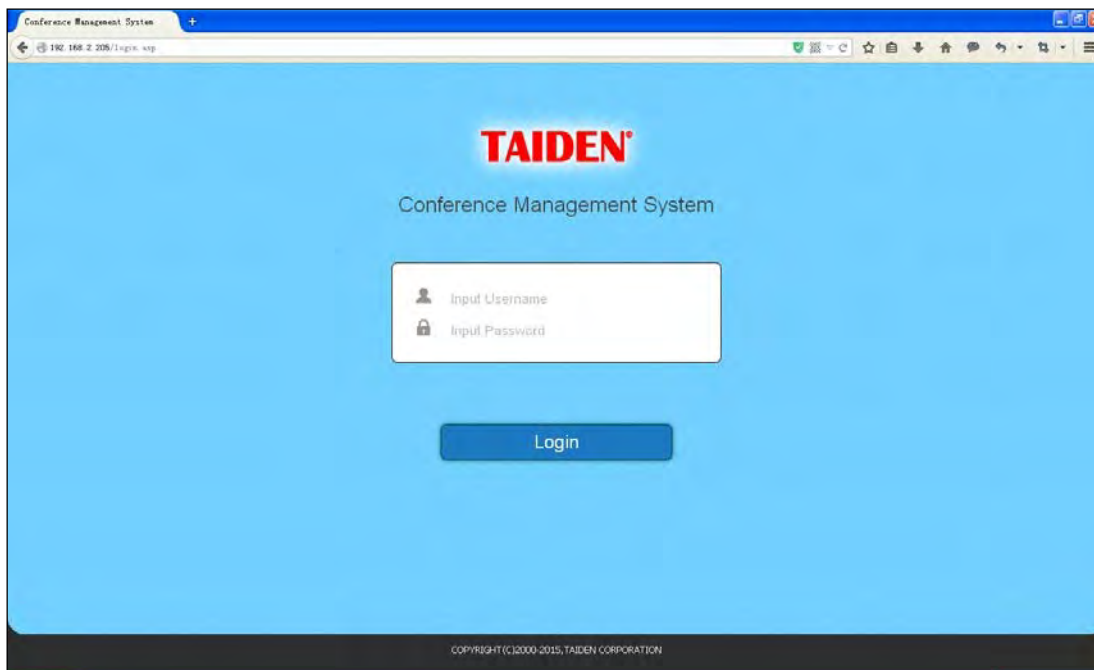 Conference Management System
192.168.2.205/login.asp
TAIDEN®
Conference Management System
Input Username
Input Password
Login
COPYRIGHT(C)2000-2015,TAIDEN CORPORATION